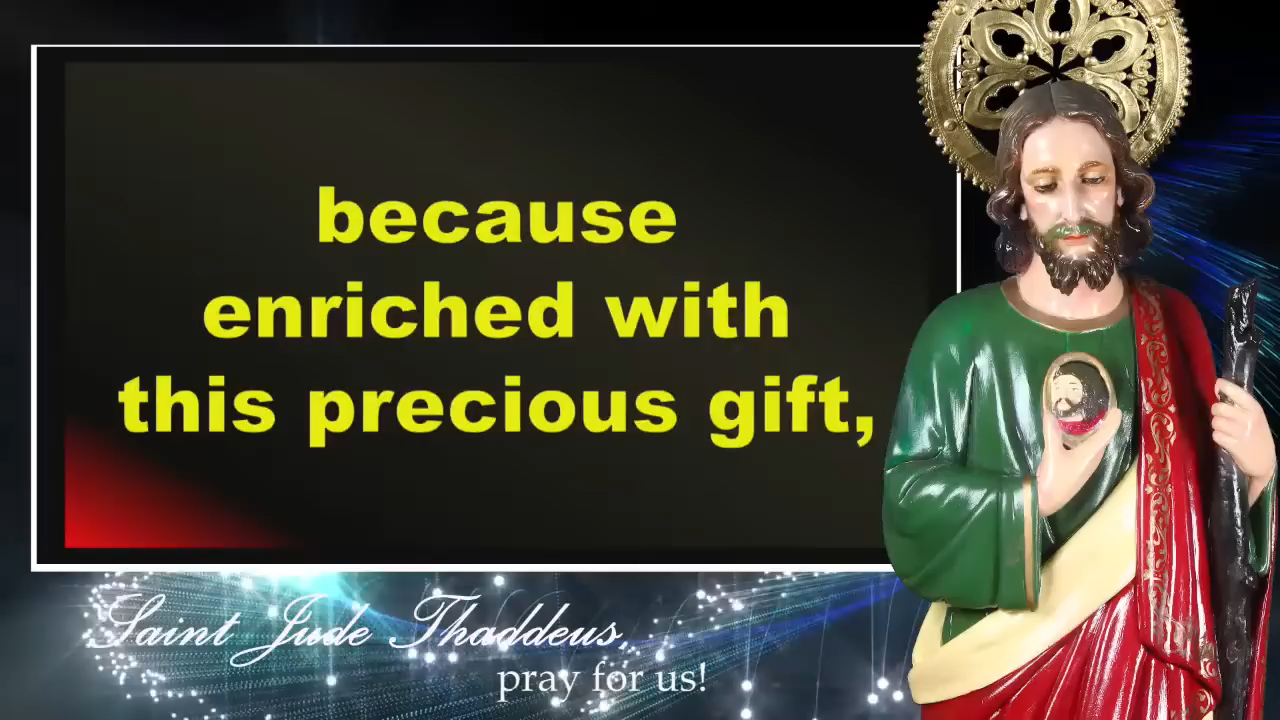 because
enriched with
this precious gift,
Saint Jude Thaddeus,
pray for us!